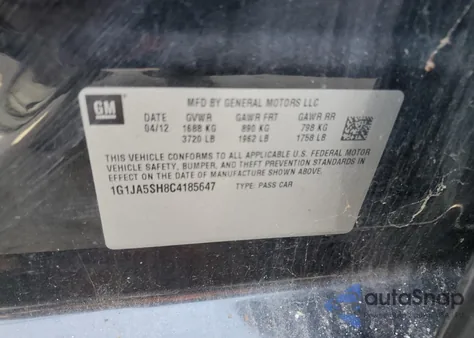 GM
MFD BY GENERAL MOTORS LLC
DATE GVWR GAWR FRT GAWR RR
04/12 1688 KG 890 KG 798 KG
3720 LB 1962 LB 1758 LB
THIS VEHICLE CONFORMS TO ALL APPLICABLE U.S. FEDERAL MOTOR
VEHICLE SAFETY, BUMPER, AND THEFT PREVENTION STANDARDS
IN EFFECT ON THE DATE OF MANUFACTURE SHOWN ABOVE.
1G1JA5SH8C4185647 TYPE: PASS CAR
autoSnap